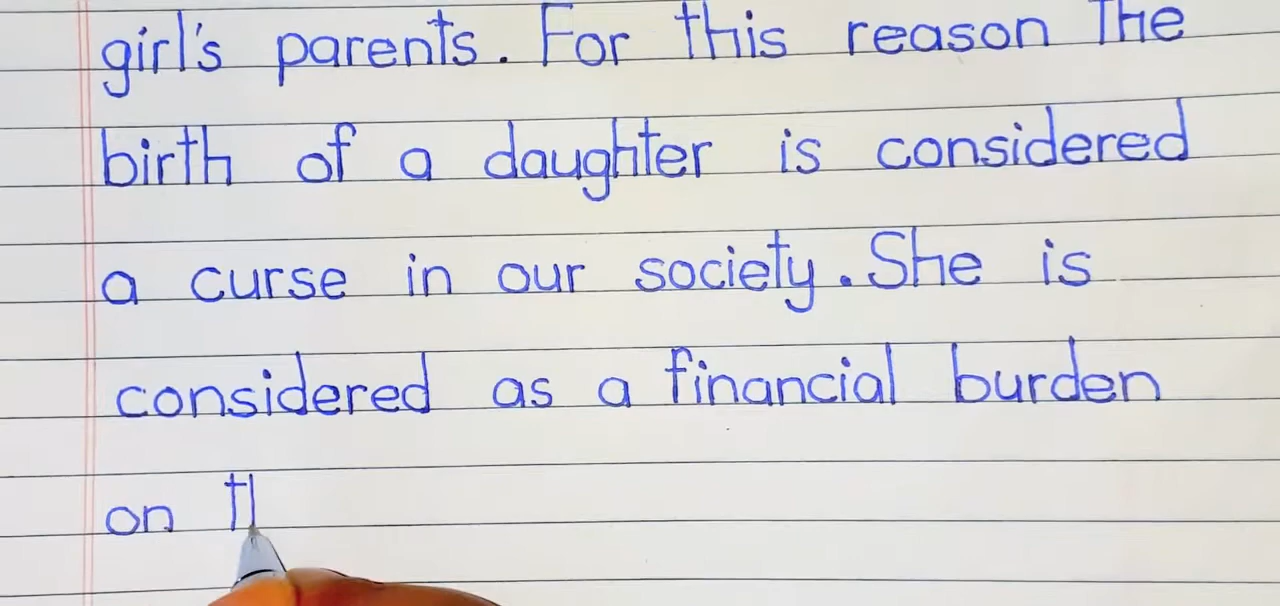 girl's parents. For this reason the
birth of a daughter is considered
a curse in our society. She is
considered as a financial burden
on